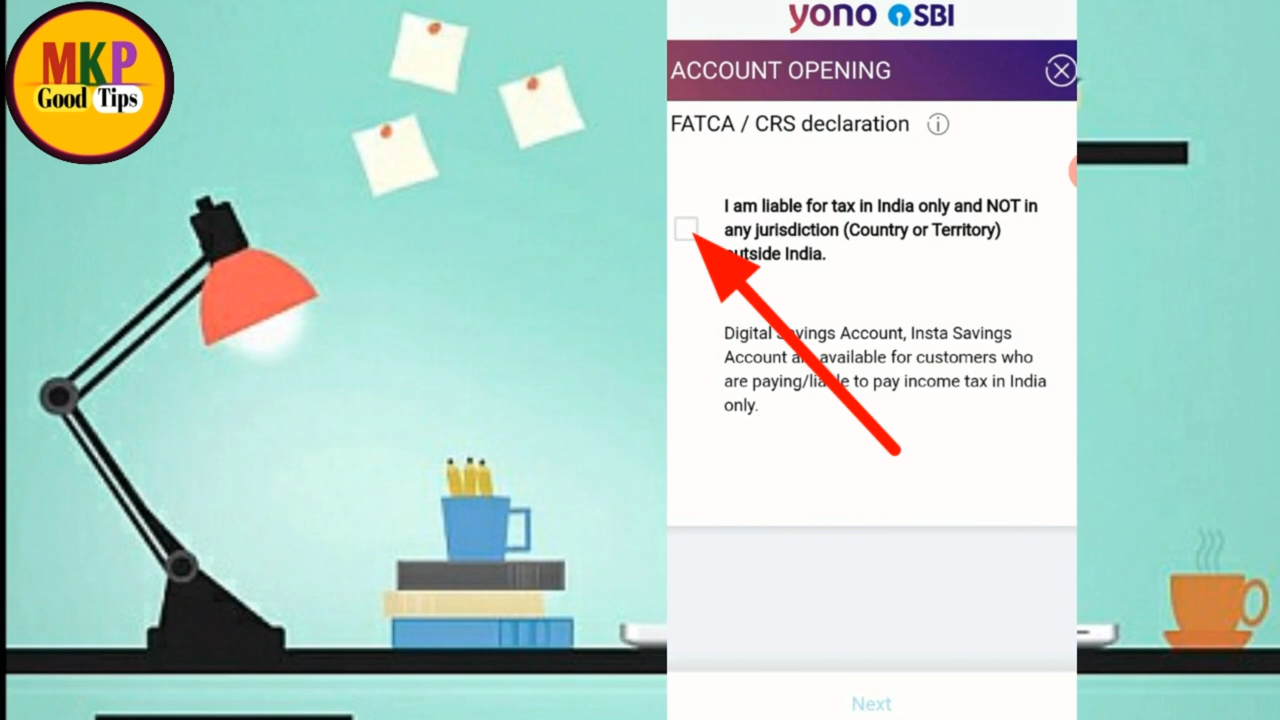 MKP
Good Tips
yono SBI
ACCOUNT OPENING
FATCA / CRS declaration
I am liable for tax in India only and NOT in
any jurisdiction (Country or Territory)
outside India.
Digital Savings Account, Insta Savings
Account are available for customers who
are paying/liable to pay income tax in India
only.
Next